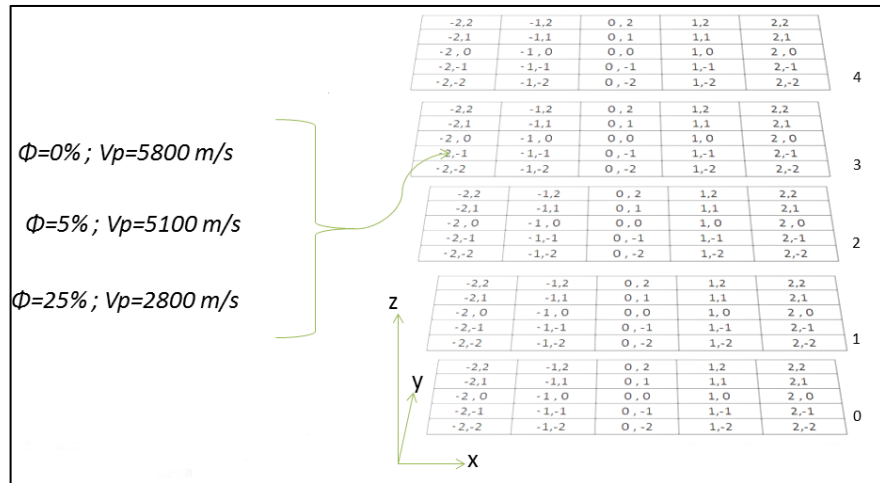 -2,2 -1,2 0 , 2 1,2 2,2
-2,1 -1,1 0 , 1 1,1 2,1
-2 , 0 -1 , 0 0,0 1, 0 2 , 0
-2,-1 -1,-1 0 , -1 1,-1 2,-1
-2,-2 -1,-2 0 , -2 1,-2 2,-2
4
-2,2 -1,2 0 , 2 1,2 2,2
-2,1 -1,1 0 , 1 1,1 2,1
-2 , 0 -1 , 0 0,0 1, 0 2 , 0
-2,-1 -1,-1 0 , -1 1,-1 2,-1
-2,-2 -1,-2 0 , -2 1,-2 2,-2
3
Φ=0% ; Vp=5800 m/s
Φ=5% ; Vp=5100 m/s
Φ=25% ; Vp=2800 m/s
-2,2 -1,2 0 , 2 1,2 2,2
-2,1 -1,1 0 , 1 1,1 2,1
-2 , 0 -1 , 0 0,0 1, 0 2 , 0
-2,-1 -1,-1 0 , -1 1,-1 2,-1
-2,-2 -1,-2 0 , -2 1,-2 2,-2
2
-2,2 -1,2 0 , 2 1,2 2,2
-2,1 -1,1 0 , 1 1,1 2,1
-2 , 0 -1 , 0 0,0 1, 0 2 , 0
-2,-1 -1,-1 0 , -1 1,-1 2,-1
-2,-2 -1,-2 0 , -2 1,-2 2,-2
1
-2,2 -1,2 0 , 2 1,2 2,2
-2,1 -1,1 0 , 1 1,1 2,1
-2 , 0 -1 , 0 0,0 1, 0 2 , 0
-2,-1 -1,-1 0 , -1 1,-1 2,-1
-2,-2 -1,-2 0 , -2 1,-2 2,-2
0
z
y
x